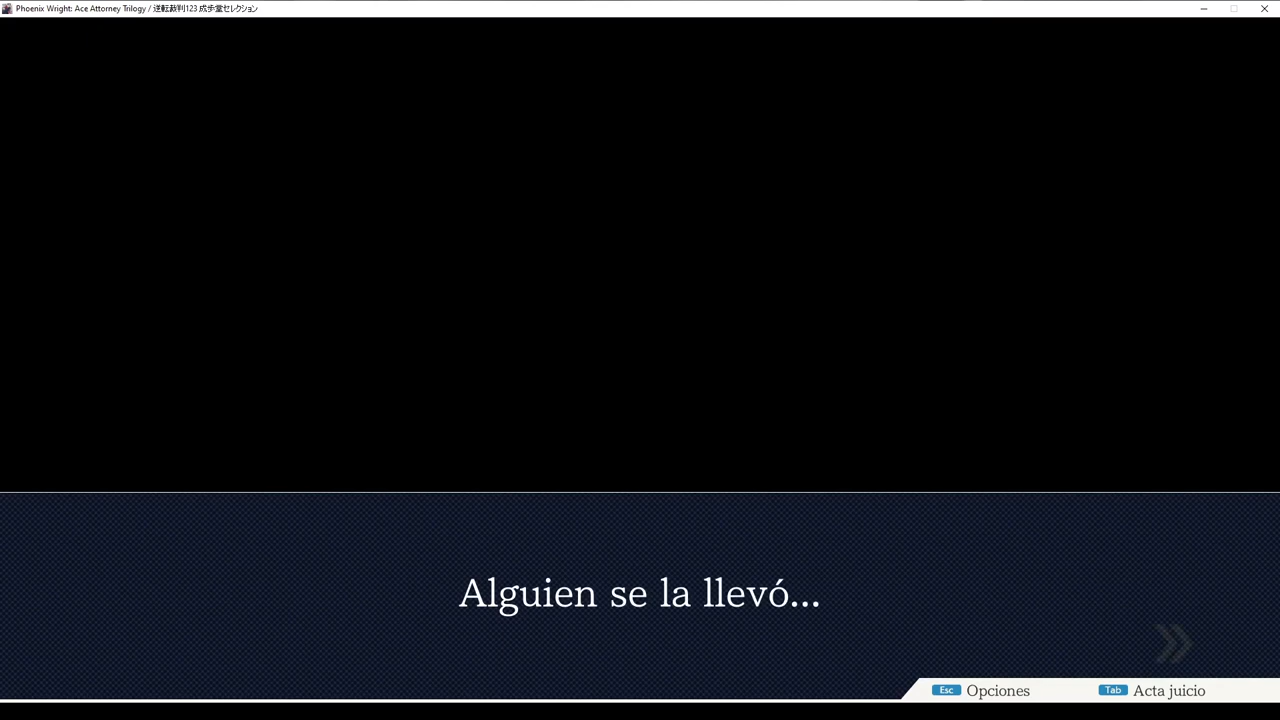 Phoenix Wright: Ace Attorney Trilogy / 逆転裁判123 成歩堂セレクション
Alguien se la llevó...
Esc Opciones Tab Acta juicio